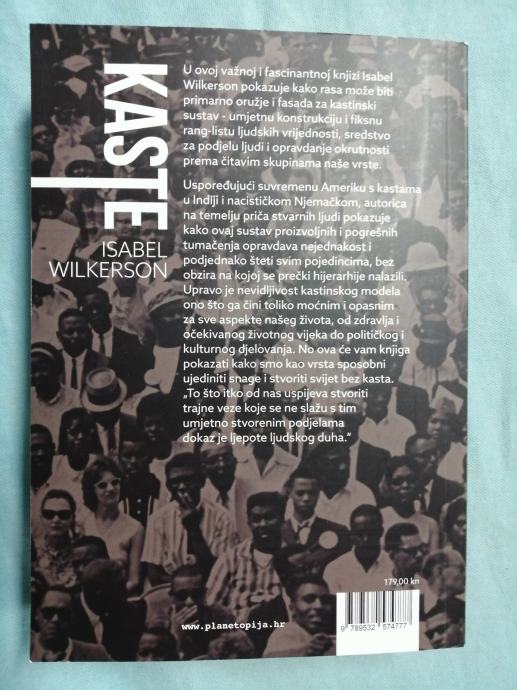 KASTE
ISABEL
WILKERSON
U ovoj važnoj i fascinantnoj knjizi Isabel
Wilkerson pokazuje kako rasa može biti
primarno oružje i fasada za kastinski
sustav - umjetnu konstrukciju i fiksnu
rang-listu ljudskih vrijednosti, sredstvo
za podjelu ljudi i opravdanje okrutnosti
prema čitavim skupinama naše vrste.
Uspoređujući suvremenu Ameriku s kastama
u Indiji i nacističkom Njemačkom, autorica
na temelju priča stvarnih ljudi pokazuje
kako ovaj sustav proizvoljnih i pogrešnih
tumačenja opravdava nejednakost i
podjednako šteti svim pojedincima, bez
obzira na kojoj se prečki hijerarhije nalazili.
Upravo je nevidljivost kastinskog modela
ono što ga čini toliko moćnim i opasnim
za sve aspekte našeg života, od zdravlja i
očekivanog životnog vijeka do političkog i
kulturnog djelovanja. No ova će vam knjiga
pokazati kako smo kao vrsta sposobni
ujediniti snage i stvoriti svijet bez kasta.
„To što itko od nas uspijeva stvoriti
trajne veze koje se ne slažu s tim
umjetno stvorenim podjelama
dokaz je ljepote ljudskog duha.“
179,00 kn
www.planetopija.hr
9 789532 574777